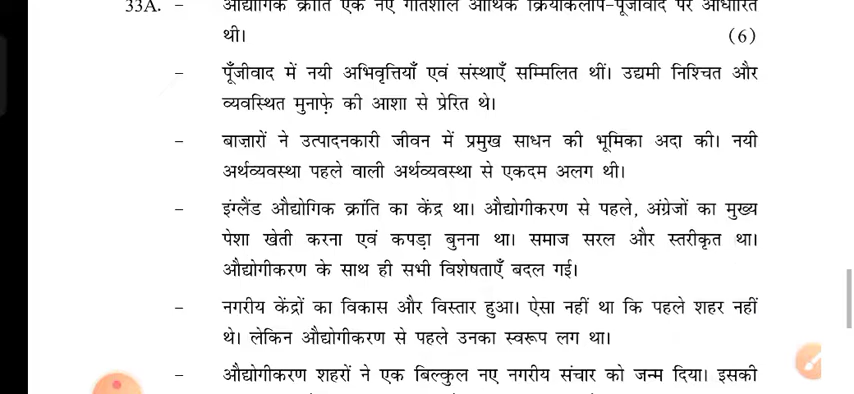 33A. – औद्योगिक क्रांति एक नए गतिशील आर्थिक क्रियाकलाप-पूंजीवाद पर आधारित
थी। (6)
– पूँजीवाद में नयी अभिवृत्तियाँ एवं संस्थाएँ सम्मिलित थीं। उद्यमी निश्चित और
व्यवस्थित मुनाफ़े की आशा से प्रेरित थे।
– बाज़ारों ने उत्पादनकारी जीवन में प्रमुख साधन की भूमिका अदा की। नयी
अर्थव्यवस्था पहले वाली अर्थव्यवस्था से एकदम अलग थी।
– इंग्लैंड औद्योगिक क्रांति का केंद्र था। औद्योगीकरण से पहले, अंग्रेजों का मुख्य
पेशा खेती करना एवं कपड़ा बुनना था। समाज सरल और स्तरीकृत था।
औद्योगीकरण के साथ ही सभी विशेषताएँ बदल गई।
– नगरीय केंद्रों का विकास और विस्तार हुआ। ऐसा नहीं था कि पहले शहर नहीं
थे। लेकिन औद्योगीकरण से पहले उनका स्वरूप लग था।
– औद्योगीकरण शहरों ने एक बिल्कुल नए नगरीय संचार को जन्म दिया। इसकी